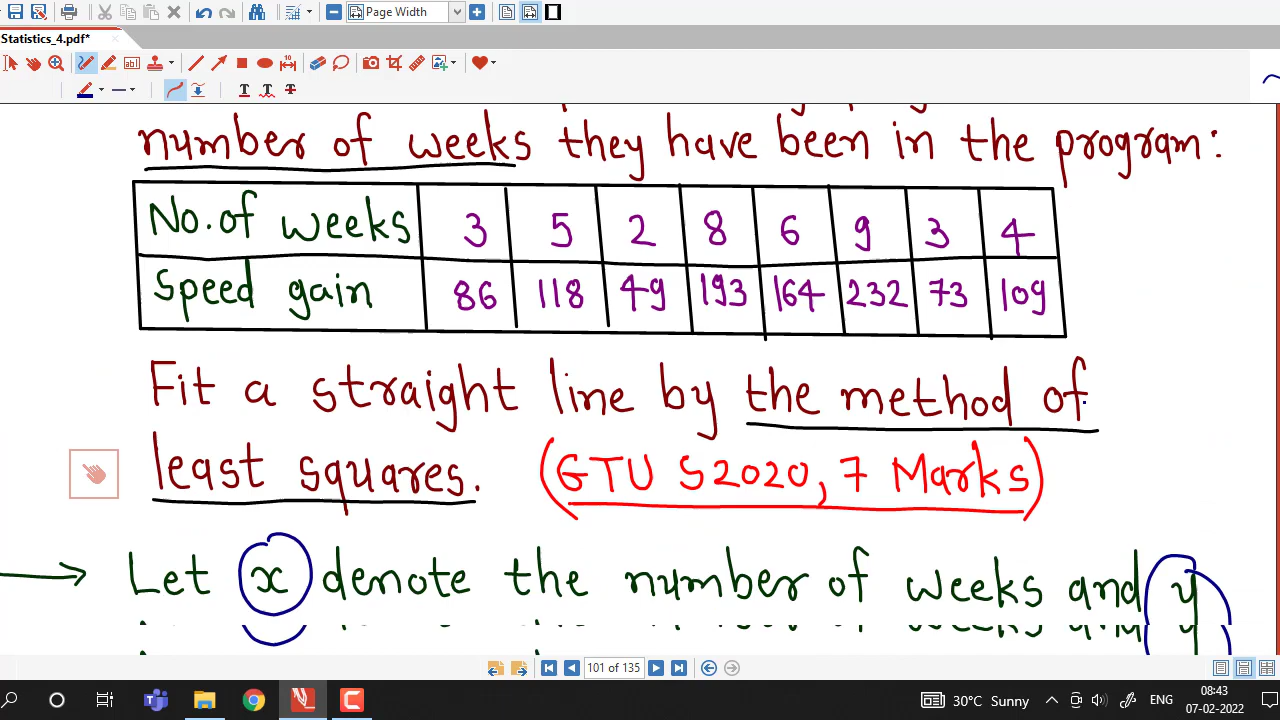 Page Width
Statistics_4.pdf*
number of weeks they have been in the program:
No. of weeks 3 5 2 8 6 9 3 4
Speed gain 86 118 49 193 164 232 73 109
Fit a straight line by the method of
least squares. (GTU S2020, 7 Marks)
Let x denote the number of weeks and y
101 of 135
30°C Sunny
ENG
08:43
07-02-2022